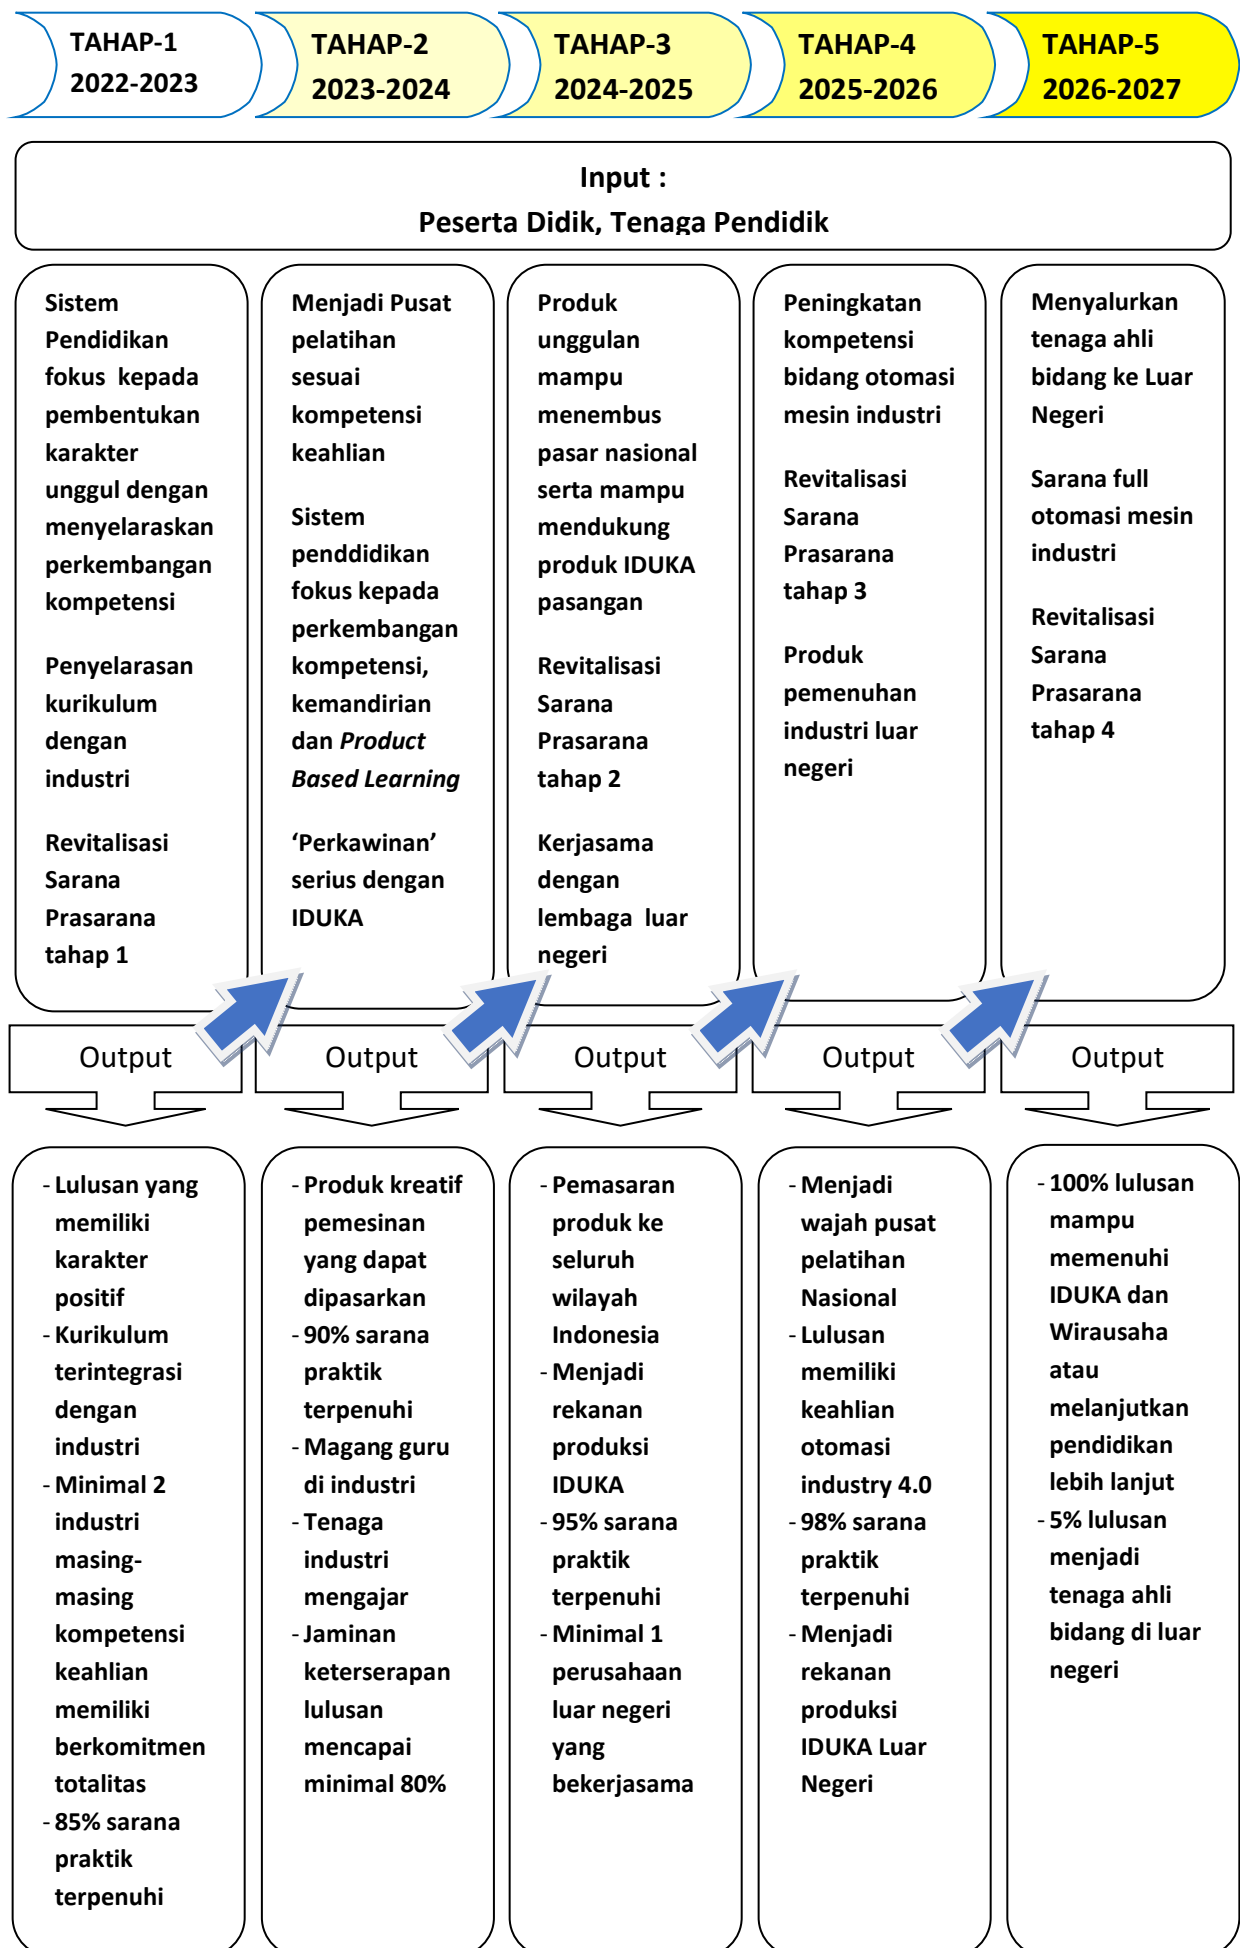 TAHAP-1
2022-2023
TAHAP-2
2023-2024
TAHAP-3
2024-2025
TAHAP-4
2025-2026
TAHAP-5
2026-2027
Input :
Peserta Didik, Tenaga Pendidik
Sistem
Pendidikan
fokus kepada
pembentukan
karakter
unggul dengan
menyelaraskan
perkembangan
kompetensi
Penyelarasan
kurikulum
dengan
industri
Revitalisasi
Sarana
Prasarana
tahap 1
Menjadi Pusat
pelatihan
sesuai
kompetensi
keahlian
Sistem
penddidikan
fokus kepada
perkembangan
kompetensi,
kemandirian
dan Product
Based Learning
‘Perkawinan’
serius dengan
IDUKA
Produk
unggulan
mampu
menembus
pasar nasional
serta mampu
mendukung
produk IDUKA
pasangan
Revitalisasi
Sarana
Prasarana
tahap 2
Kerjasama
dengan
lembaga luar
negeri
Peningkatan
kompetensi
bidang otomasi
mesin industri
Revitalisasi
Sarana
Prasarana
tahap 3
Produk
pemenuhan
industri luar
negeri
Menyalurkan
tenaga ahli
bidang ke Luar
Negeri
Sarana full
otomasi mesin
industri
Revitalisasi
Sarana
Prasarana
tahap 4
Output
Output
Output
Output
Output
- Lulusan yang
memiliki
karakter
positif
- Kurikulum
terintegrasi
dengan
industri
- Minimal 2
industri
masing-
masing
kompetensi
keahlian
memiliki
berkomitmen
totalitas
- 85% sarana
praktik
terpenuhi
- Produk kreatif
pemesinan
yang dapat
dipasarkan
- 90% sarana
praktik
terpenuhi
- Magang guru
di industri
- Tenaga
industri
mengajar
- Jaminan
keterserapan
lulusan
mencapai
minimal 80%
- Pemasaran
produk ke
seluruh
wilayah
Indonesia
- Menjadi
rekanan
produksi
IDUKA
- 95% sarana
praktik
terpenuhi
- Minimal 1
perusahaan
luar negeri
yang
bekerjasama
- Menjadi
wajah pusat
pelatihan
Nasional
- Lulusan
memiliki
keahlian
otomasi
industry 4.0
- 98% sarana
praktik
terpenuhi
- Menjadi
rekanan
produksi
IDUKA Luar
Negeri
- 100% lulusan
mampu
memenuhi
IDUKA dan
Wirausaha
atau
melanjutkan
pendidikan
lebih lanjut
- 5% lulusan
menjadi
tenaga ahli
bidang di luar
negeri